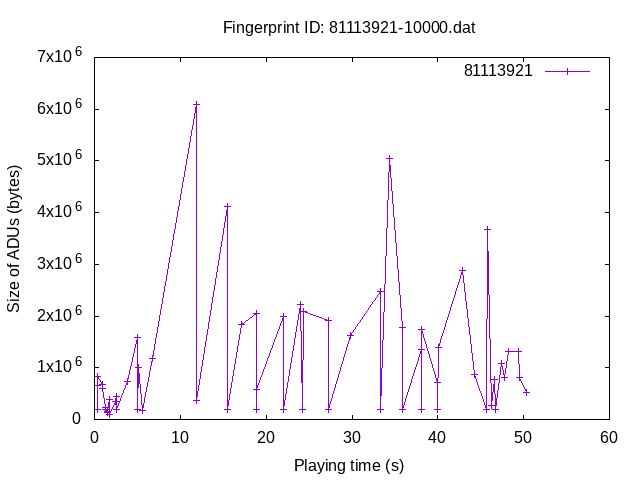 Fingerprint ID: 81113921-10000.dat
81113921
7x10^6
6x10^6
5x10^6
4x10^6
3x10^6
2x10^6
1x10^6
0
0 10 20 30 40 50 60
Size of ADUs (bytes)
Playing time (s)